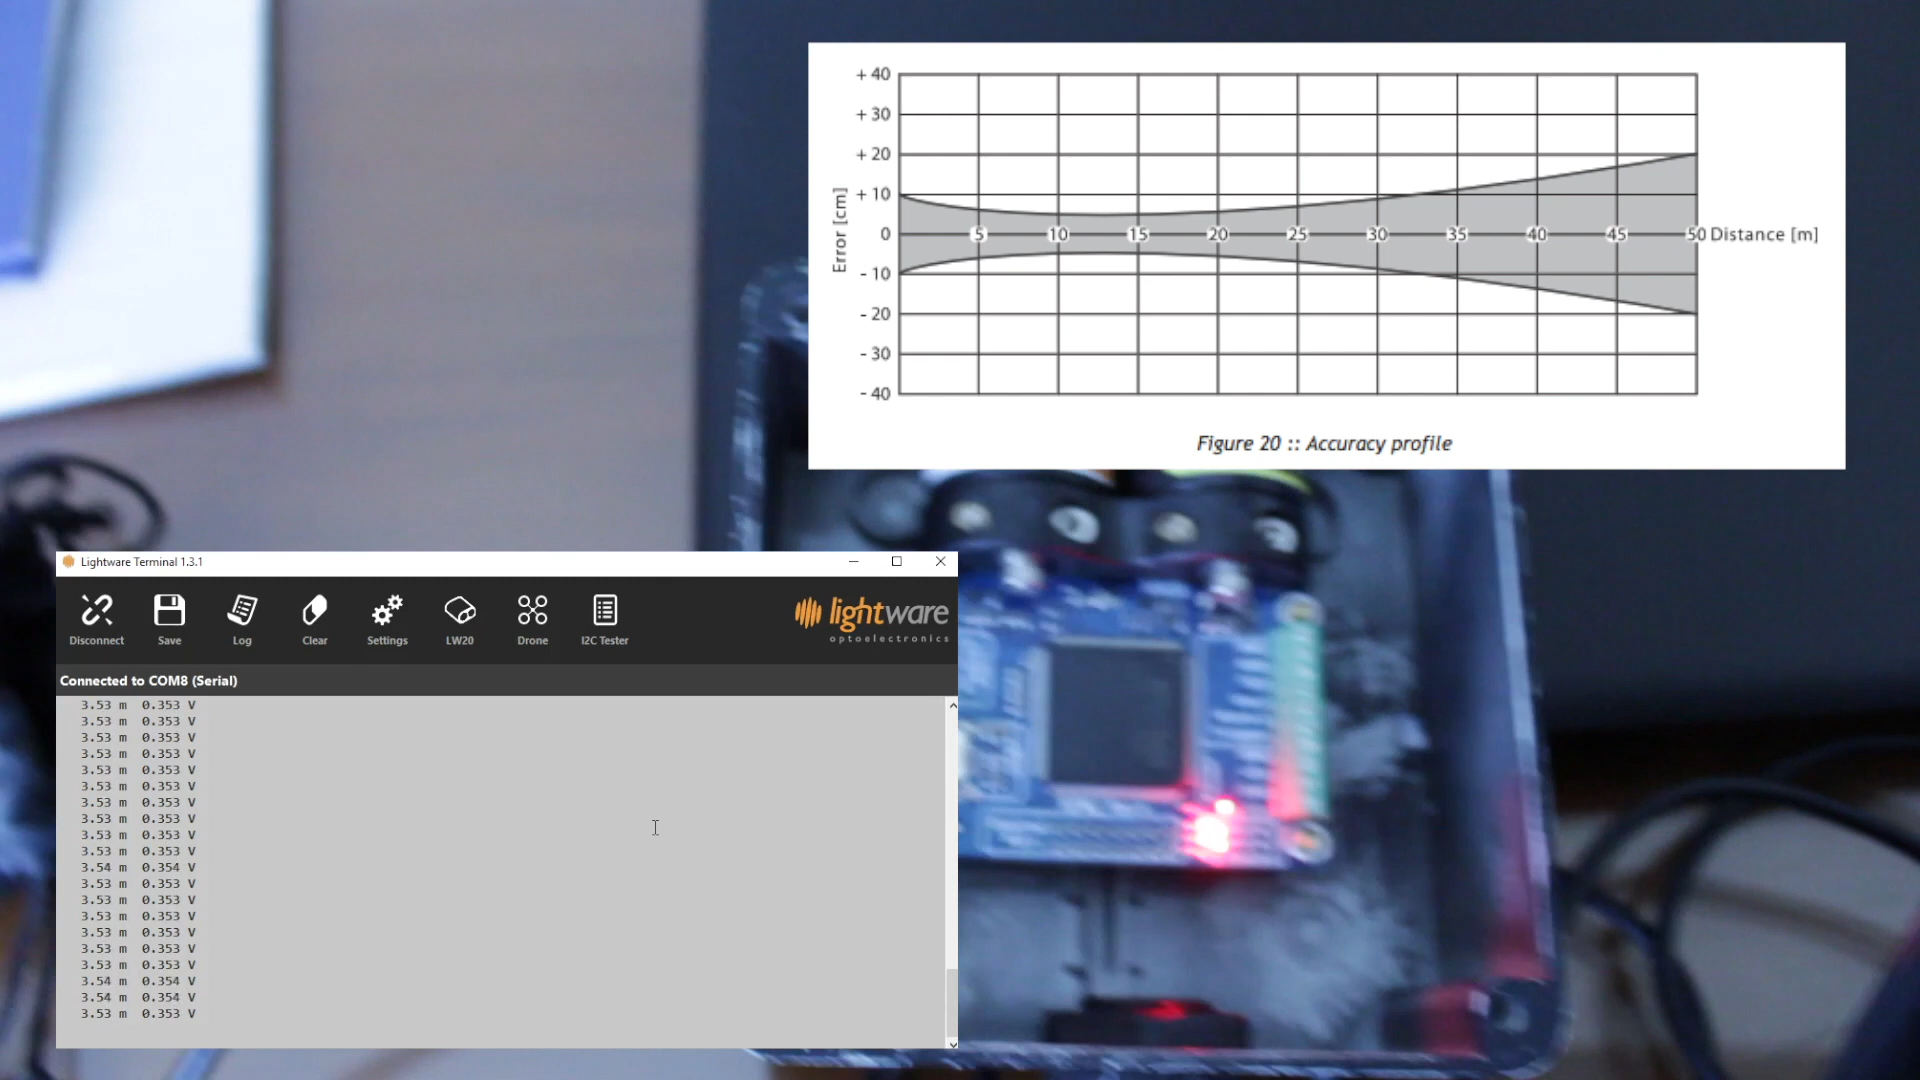 + 40
+ 30
+ 20
+ 10
0
- 10
- 20
- 30
- 40
Error [cm]
5 10 15 20 25 30 35 40 45 50 Distance [m]
Figure 20 :: Accuracy profile
Lightware Terminal 1.3.1
Disconnect Save Log Clear Settings LW20 Drone I2C Tester
lightware
optoelectronics
Connected to COM8 (Serial)
3.53 m 0.353 V
3.53 m 0.353 V
3.53 m 0.353 V
3.53 m 0.353 V
3.53 m 0.353 V
3.53 m 0.353 V
3.53 m 0.353 V
3.53 m 0.353 V
3.53 m 0.353 V
3.53 m 0.353 V
3.54 m 0.354 V
3.53 m 0.353 V
3.53 m 0.353 V
3.53 m 0.353 V
3.53 m 0.353 V
3.53 m 0.353 V
3.53 m 0.353 V
3.54 m 0.354 V
3.54 m 0.354 V
3.53 m 0.353 V